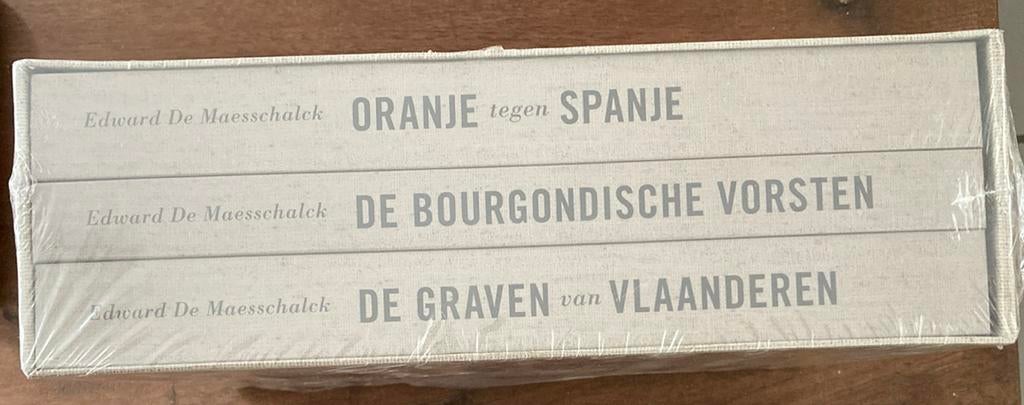 Edward De Maesschalck ORANJE tegen SPANJE
Edward De Maesschalck DE BOURGONDISCHE VORSTEN
Edward De Maesschalck DE GRAVEN van VLAANDEREN